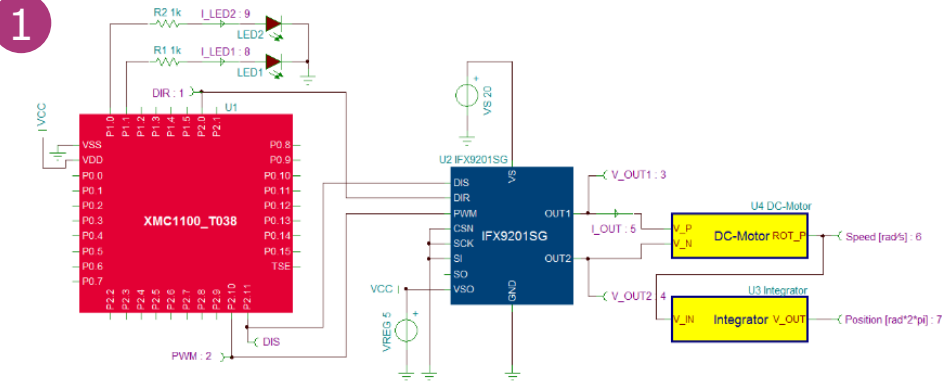 1
R2 1k
I_LED2 : 9
LED2
R1 1k
I_LED1 : 8
LED1
DIR : 1
U1
VCC
P1.0
P1.1
P1.2
P1.3
P1.4
P1.5
P2.0
P2.1
VSS
VDD
P0.0
P0.1
P0.2
P0.3
P0.4
P0.5
P0.6
P0.7
XMC1100_T038
P0.8
P0.9
P0.10
P0.11
P0.12
P0.13
P0.14
P0.15
TSE
P2.2
P2.3
P2.4
P2.5
P2.6
P2.7
P2.8
P2.9
P2.10
P2.11
DIS
PWM : 2
+
VS 20
U2 IFX9201SG
DIS
DIR
PWM
CSN
SCK
SI
SO
VSO
VS
IFX9201SG
OUT1
OUT2
GND
VCC
VREG 5
+
V_OUT1 : 3
I_OUT : 5
V_OUT2 : 4
U4 DC-Motor
V_P
V_N
DC-Motor
ROT_P
Speed [rad/s] : 6
U3 Integrator
V_IN
Integrator
V_OUT
Position [rad*2*pi] : 7